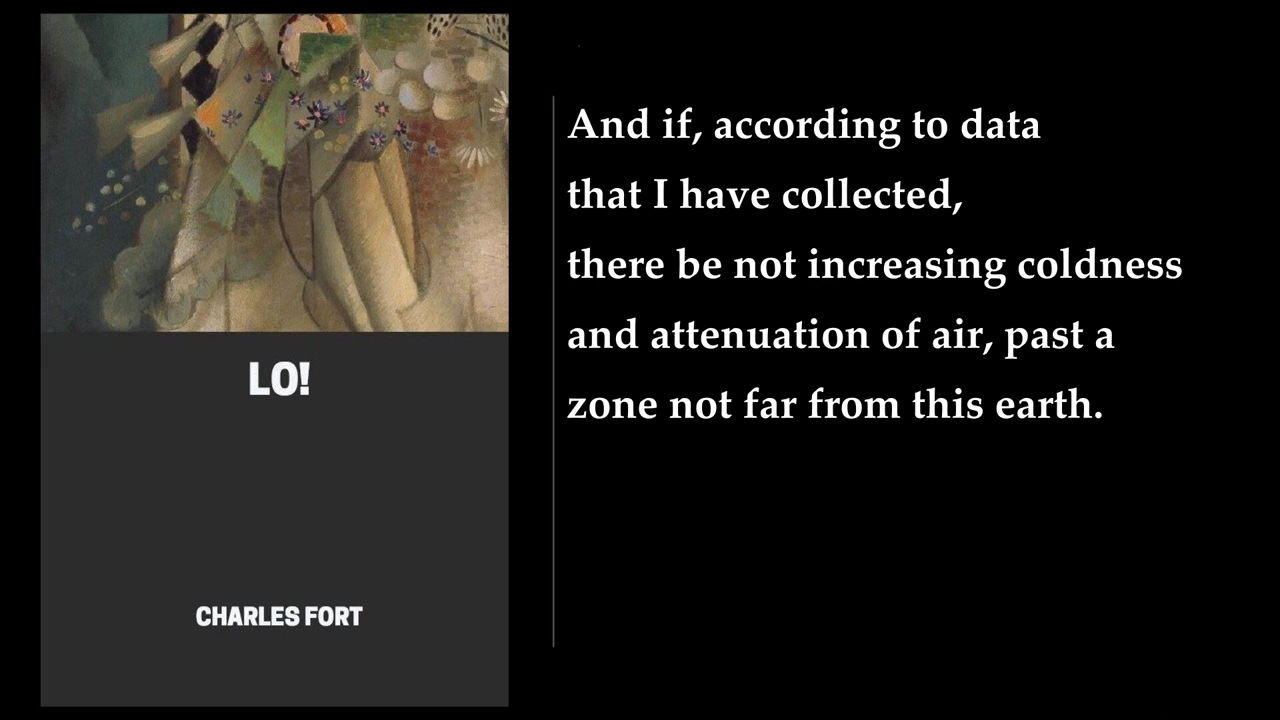 LO!
CHARLES FORT
And if, according to data
that I have collected,
there be not increasing coldness
and attenuation of air, past a
zone not far from this earth.